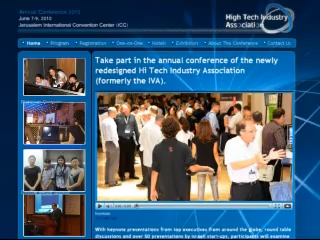 Annual Conference 2010
June 7-9, 2010
Jerusalem International Convention Center (ICC)
High Tech Industry
Association
Home
Program
Registration
One-on-One
Hotels
Exhibition
About The Conference
Contact Us
Take part in the annual conference of the newly
redesigned Hi Tech Industry Association
(formerly the IVA).
With keynote presentations from top executives from around the globe, round table
discussions and over 50 presentations by Israeli start-ups, participant will examine